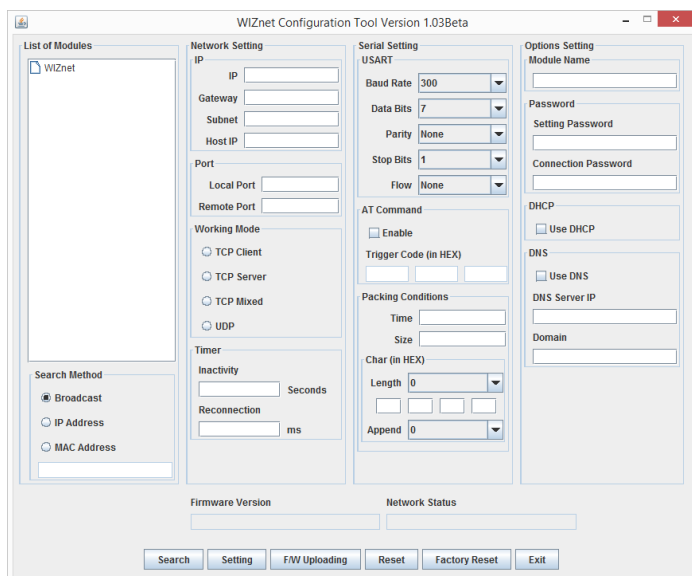 WIZnet Configuration Tool Version 1.03Beta
List of Modules
WIZnet
Search Method
Broadcast
IP Address
MAC Address
Network Setting
IP
IP
Gateway
Subnet
Host IP
Port
Local Port
Remote Port
Working Mode
TCP Client
TCP Server
TCP Mixed
UDP
Timer
Inactivity
Seconds
Reconnection
ms
Serial Setting
USART
Baud Rate 300
Data Bits 7
Parity None
Stop Bits 1
Flow None
AT Command
Enable
Trigger Code (in HEX)
Packing Conditions
Time
Size
Char (in HEX)
Length 0
Append 0
Options Setting
Module Name
Password
Setting Password
Connection Password
DHCP
Use DHCP
DNS
Use DNS
DNS Server IP
Domain
Firmware Version Network Status
Search Setting F/W Uploading Reset Factory Reset Exit